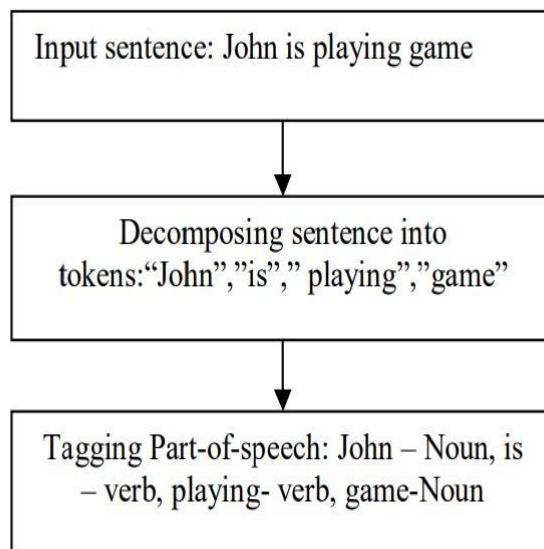 Input sentence: John is playing game
Decomposing sentence into
tokens:“John”,”is”,” playing”,”game”
Tagging Part-of-speech: John – Noun, is
– verb, playing- verb, game-Noun